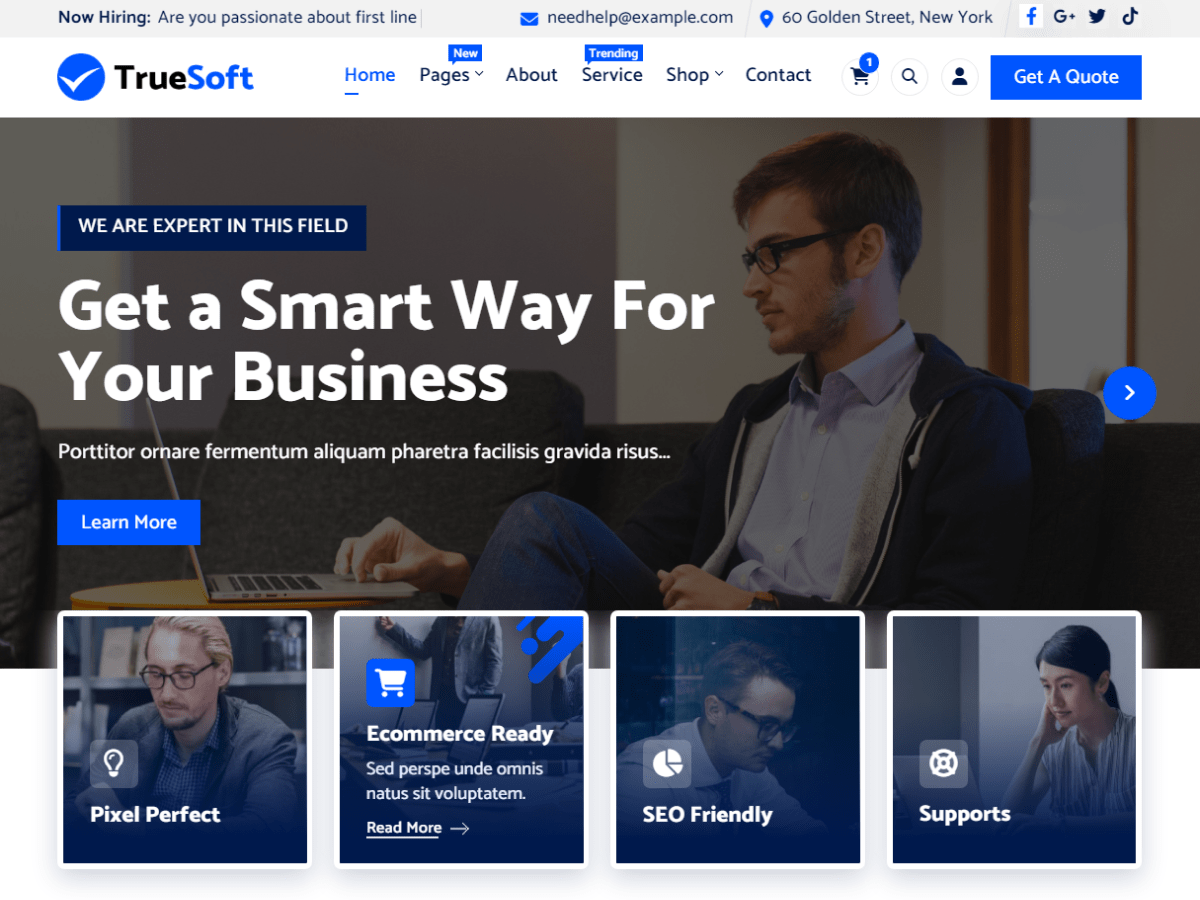 Now Hiring: Are you passionate about first line
needhelp@example.com
60 Golden Street, New York
G+
TrueSoft
Home
New
Pages
About
Trending
Service
Shop
Contact
1
Get A Quote
WE ARE EXPERT IN THIS FIELD
Get a Smart Way For
Your Business
Porttitor ornare fermentum aliquam pharetra facilisis gravida risus...
Learn More
Pixel Perfect
Ecommerce Ready
Sed perspe unde omnis
natus sit voluptatem.
Read More
SEO Friendly
Supports